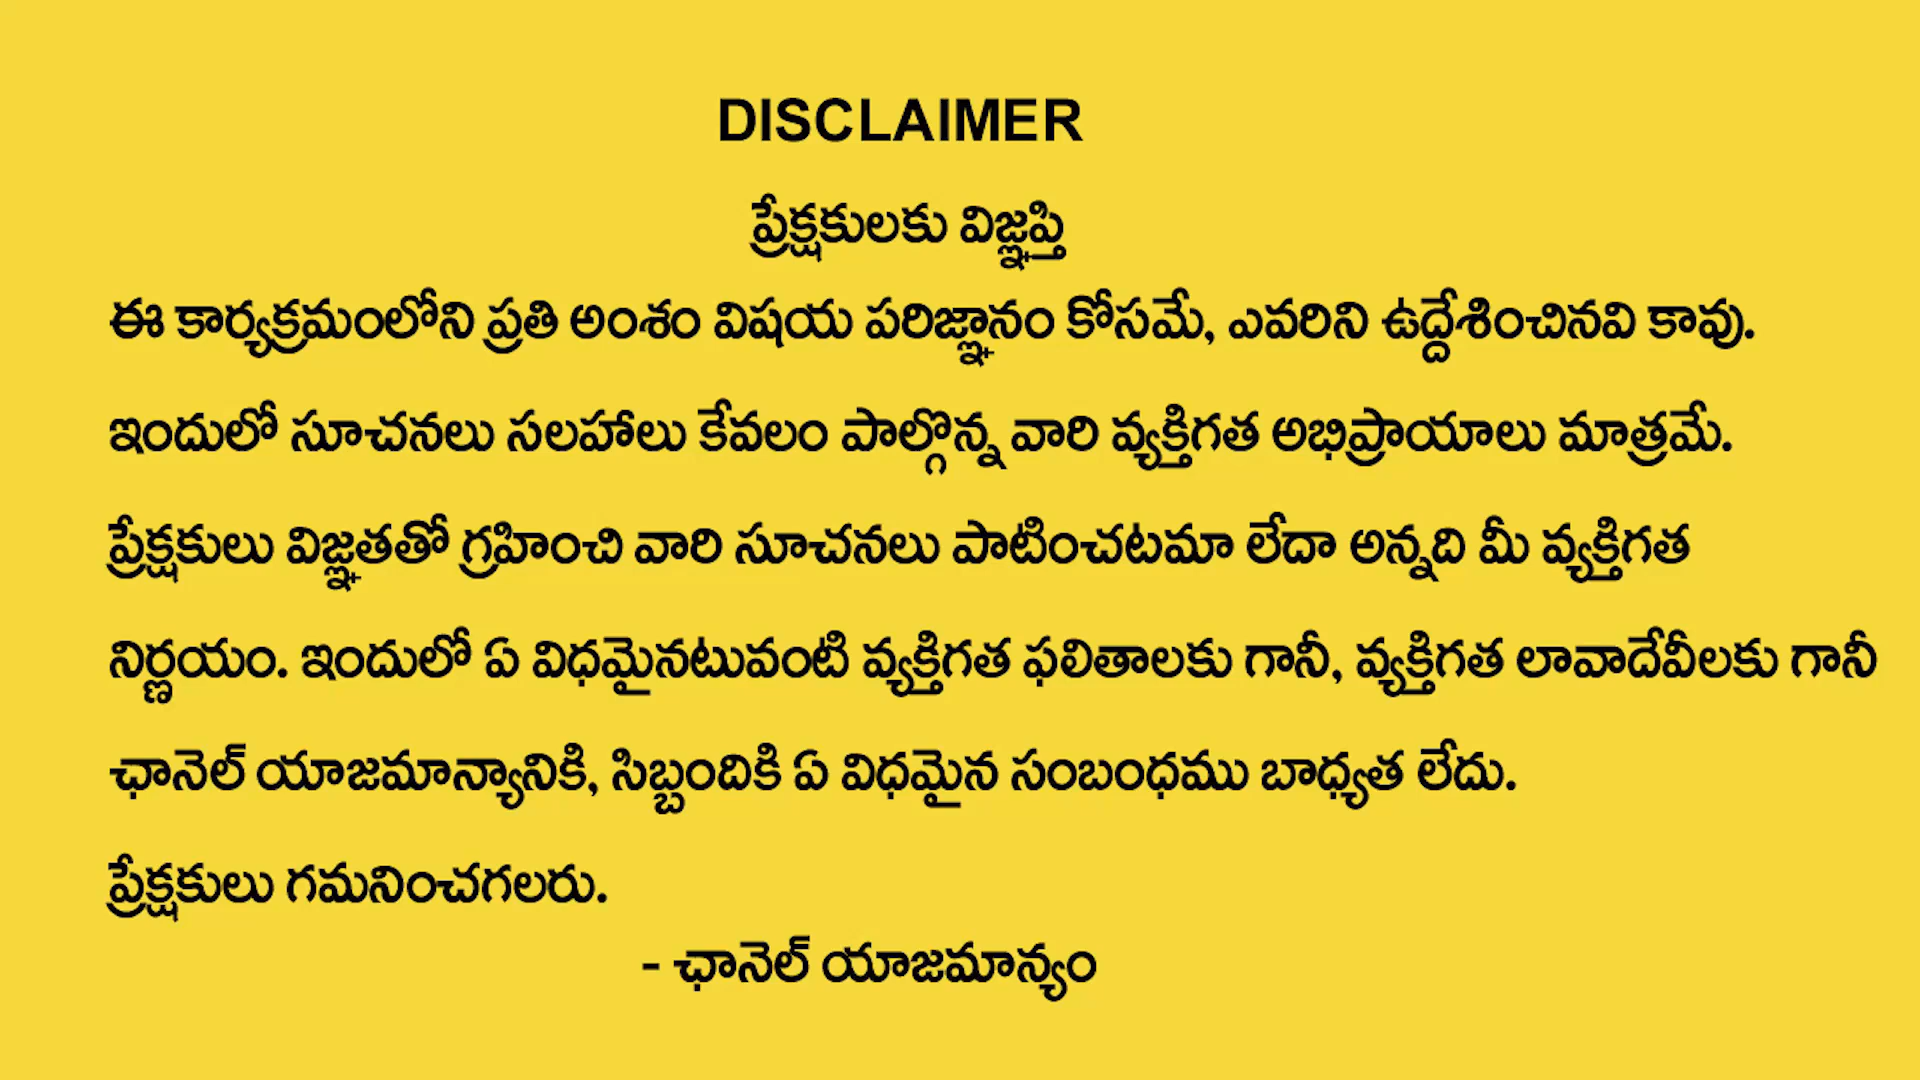 DISCLAIMER
ప్రేక్షకులకు విజ్ఞప్తి
ఈ కార్యక్రమంలోని ప్రతి అంశం విషయ పరిజ్ఞానం కోసమే, ఎవరిని ఉద్దేశించినవి కావు.
ఇందులో సూచనలు సలహాలు కేవలం పాల్గొన్న వారి వ్యక్తిగత అభిప్రాయాలు మాత్రమే.
ప్రేక్షకులు విజ్ఞతతో గ్రహించి వారి సూచనలు పాటించటమా లేదా అన్నది మీ వ్యక్తిగత
నిర్ణయం. ఇందులో ఏ విధమైనటువంటి వ్యక్తిగత ఫలితాలకు గానీ, వ్యక్తిగత లావాదేవీలకు గానీ
ఛానెల్ యాజమాన్యానికి, సిబ్బందికి ఏ విధమైన సంబంధము బాధ్యత లేదు.
ప్రేక్షకులు గమనించగలరు.
- ఛానెల్ యాజమాన్యం